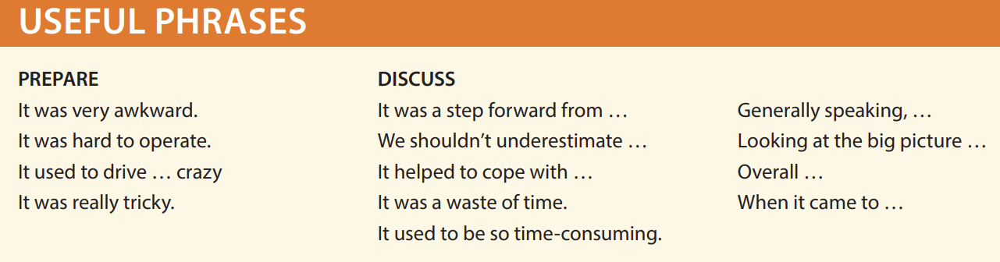 USEFUL PHRASES
PREPARE
It was very awkward.
It was hard to operate.
It used to drive … crazy
It was really tricky.
DISCUSS
It was a step forward from …
We shouldn’t underestimate …
It helped to cope with …
It was a waste of time.
It used to be so time-consuming.
Generally speaking, …
Looking at the big picture …
Overall …
When it came to …